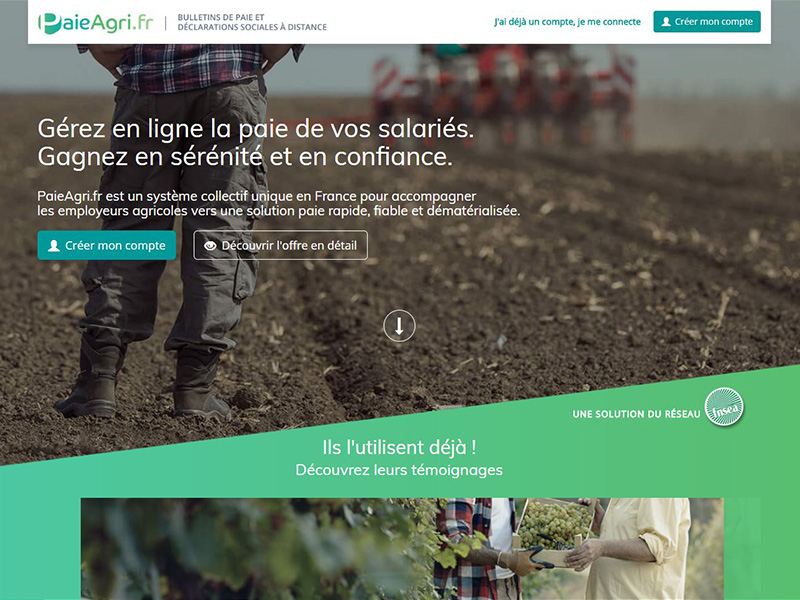 PaieAgri.fr
BULLETINS DE PAIE ET
DÉCLARATIONS SOCIALES À DISTANCE
J'ai déjà un compte, je me connecte
Créer mon compte
Gérez en ligne la paie de vos salariés.
Gagnez en sérénité et en confiance.
PaieAgri.fr est un système collectif unique en France pour accompagner
les employeurs agricoles vers une solution paie rapide, fiable et dématérialisée.
Créer mon compte
Découvrir l'offre en détail
UNE SOLUTION DU RÉSEAU
fnsea
Ils l'utilisent déjà !
Découvrez leurs témoignages